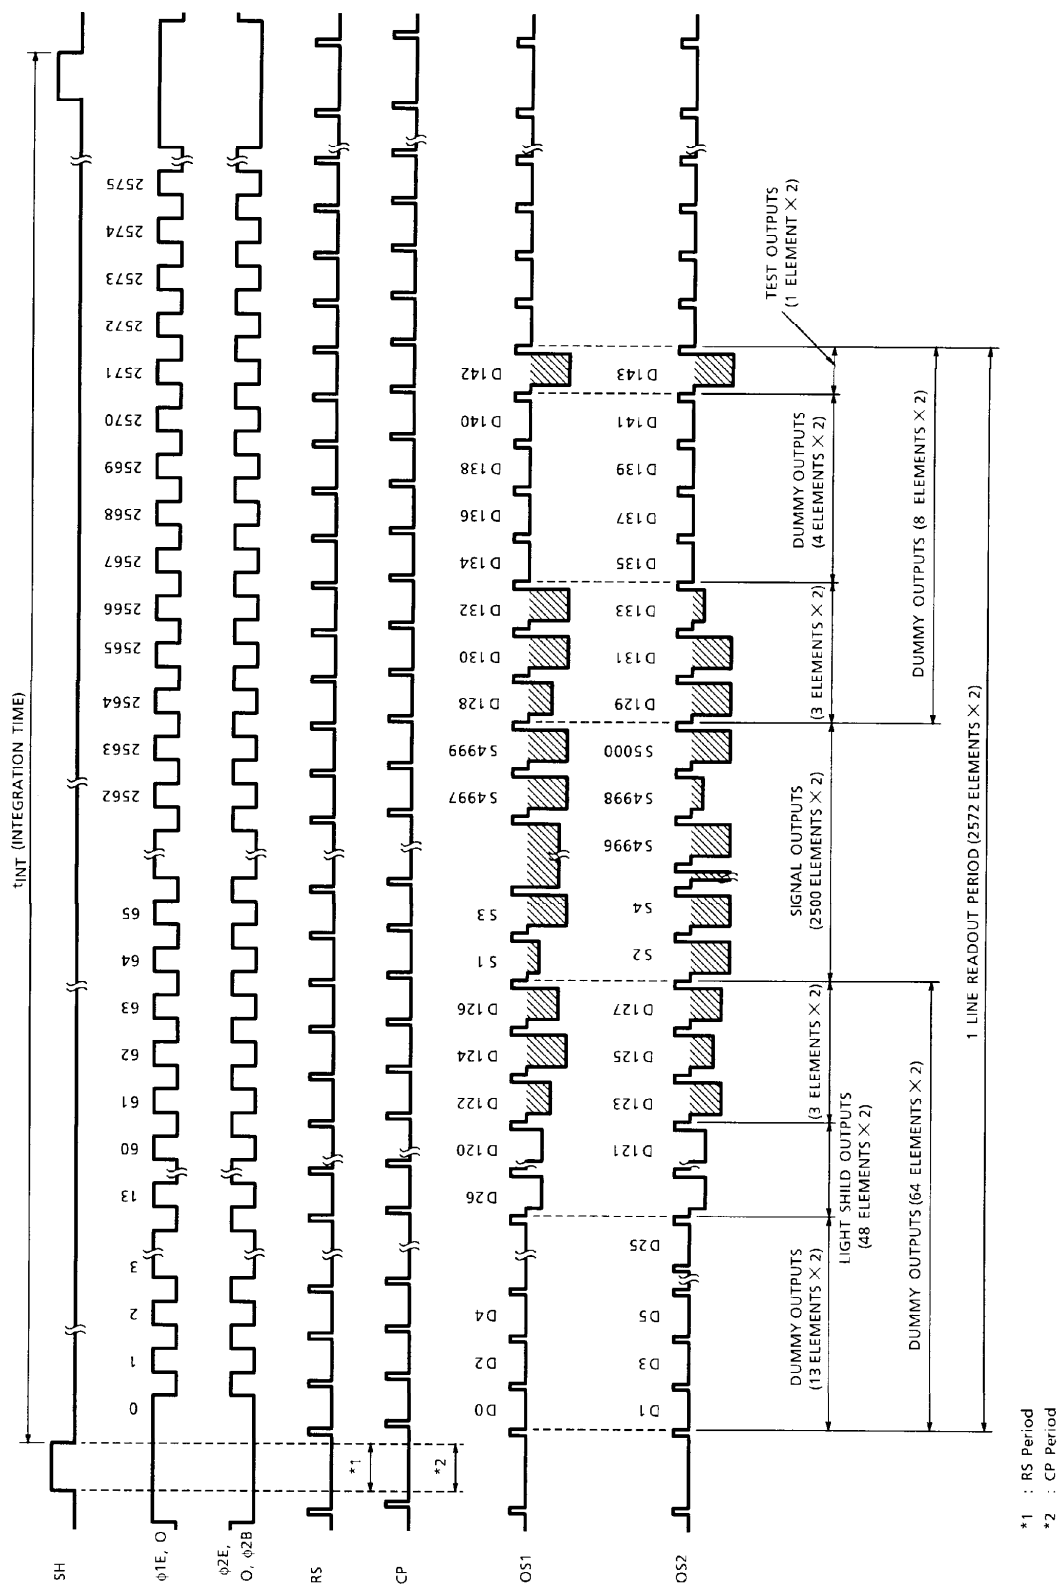 tINT (INTEGRATION TIME)
SH
φ1E, O
0 1 2 3 13 60 61 62 63 64 65 2562 2563 2564 2565 2566 2567 2568 2569 2570 2571 2572 2573 2574 2575
φ2E,
O, φ2B
RS
*1
CP
*2
OS1
D0 D2 D4 D26 D120 D122 D124 D126 S1 S3 S4997 S4999 D128 D130 D132 D134 D136 D138 D140 D142
OS2
D1 D3 D5 D25 D121 D123 D125 D127 S2 S4 S4996 S4998 S5000 D129 D131 D133 D135 D137 D139 D141 D143
TEST OUTPUTS
(1 ELEMENT × 2)
DUMMY OUTPUTS
(13 ELEMENTS × 2)
LIGHT SHILD OUTPUTS
(48 ELEMENTS × 2)
(3 ELEMENTS × 2)
SIGNAL OUTPUTS
(2500 ELEMENTS × 2)
(3 ELEMENTS × 2)
DUMMY OUTPUTS
(4 ELEMENTS × 2)
DUMMY OUTPUTS (64 ELEMENTS × 2)
DUMMY OUTPUTS (8 ELEMENTS × 2)
1 LINE READOUT PERIOD (2572 ELEMENTS × 2)
*1 : RS Period
*2 : CP Period